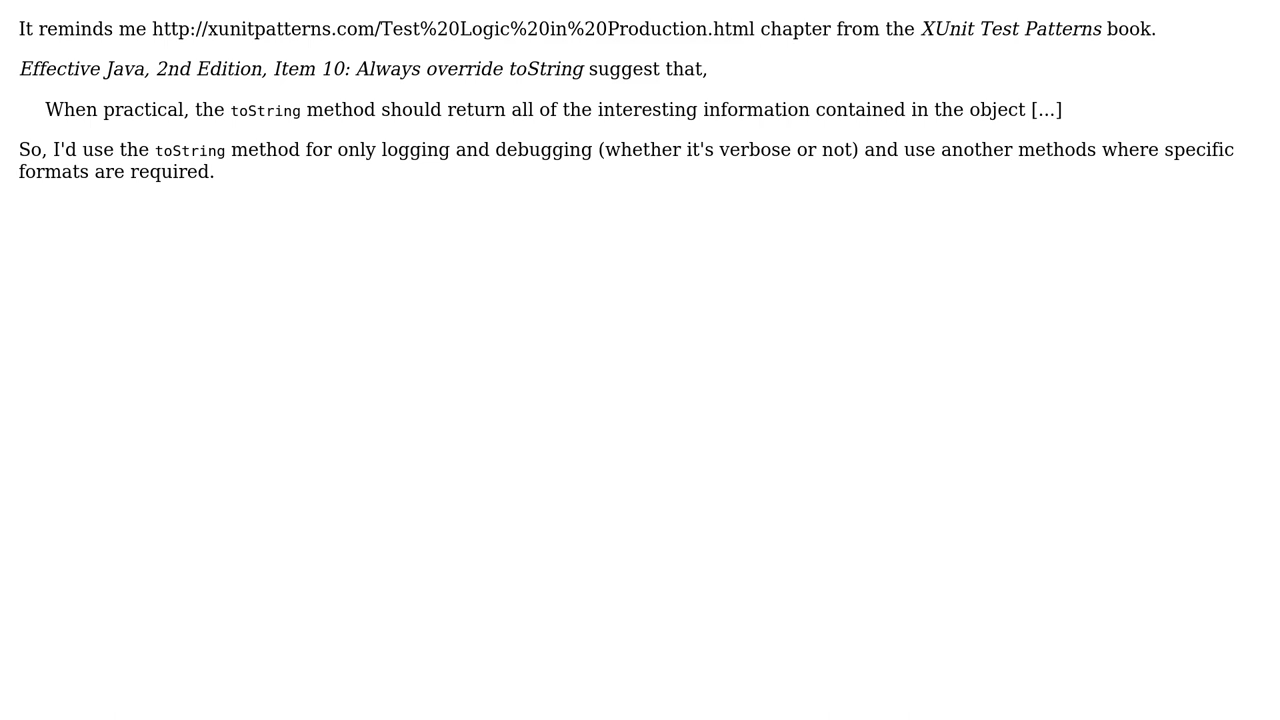 It reminds me http://xunitpatterns.com/Test%20Logic%20in%20Production.html chapter from the XUnit Test Patterns book.
Effective Java, 2nd Edition, Item 10: Always override toString suggest that,
When practical, the toString method should return all of the interesting information contained in the object [...]
So, I'd use the toString method for only logging and debugging (whether it's verbose or not) and use another methods where specific
formats are required.